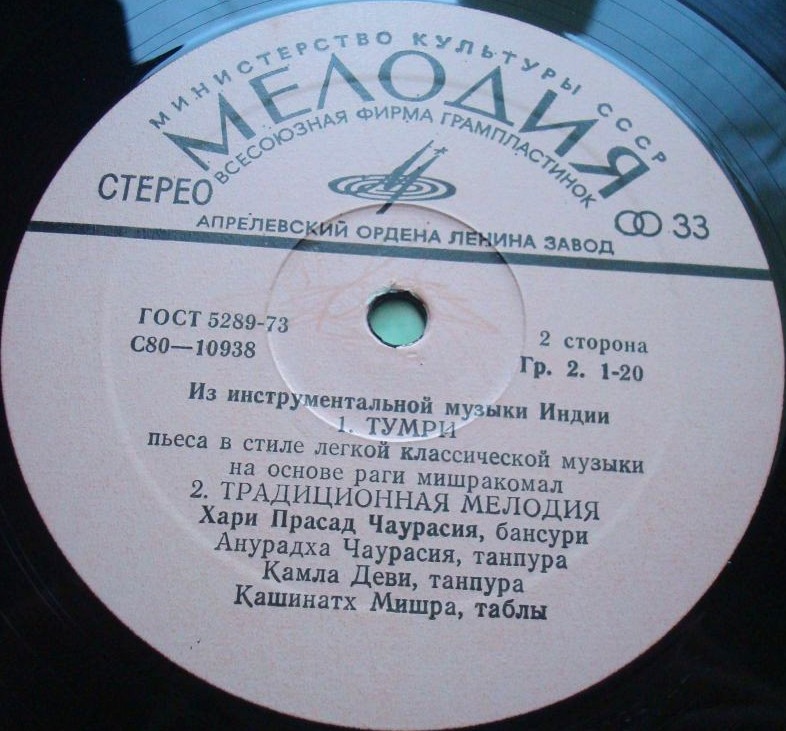 МИНИСТЕРСТВО КУЛЬТУРЫ СССР
МЕЛОДИЯ
ВСЕСОЮЗНАЯ ФИРМА ГРАМПЛАСТИНОК
СТЕРЕО
33
АПРЕЛЕВСКИЙ ОРДЕНА ЛЕНИНА ЗАВОД
ГОСТ 5289-73
С80—10938
2 сторона
Гр. 2. 1-20
Из инструментальной музыки Индии
1. ТУМРИ
пьеса в стиле легкой классической музыки
на основе раги мишракомал
2. ТРАДИЦИОННАЯ МЕЛОДИЯ
Хари Прасад Чаурасия, бансури
Анурадха Чаурасия, танпура
Камла Деви, танпура
Кашинатх Мишра, таблы